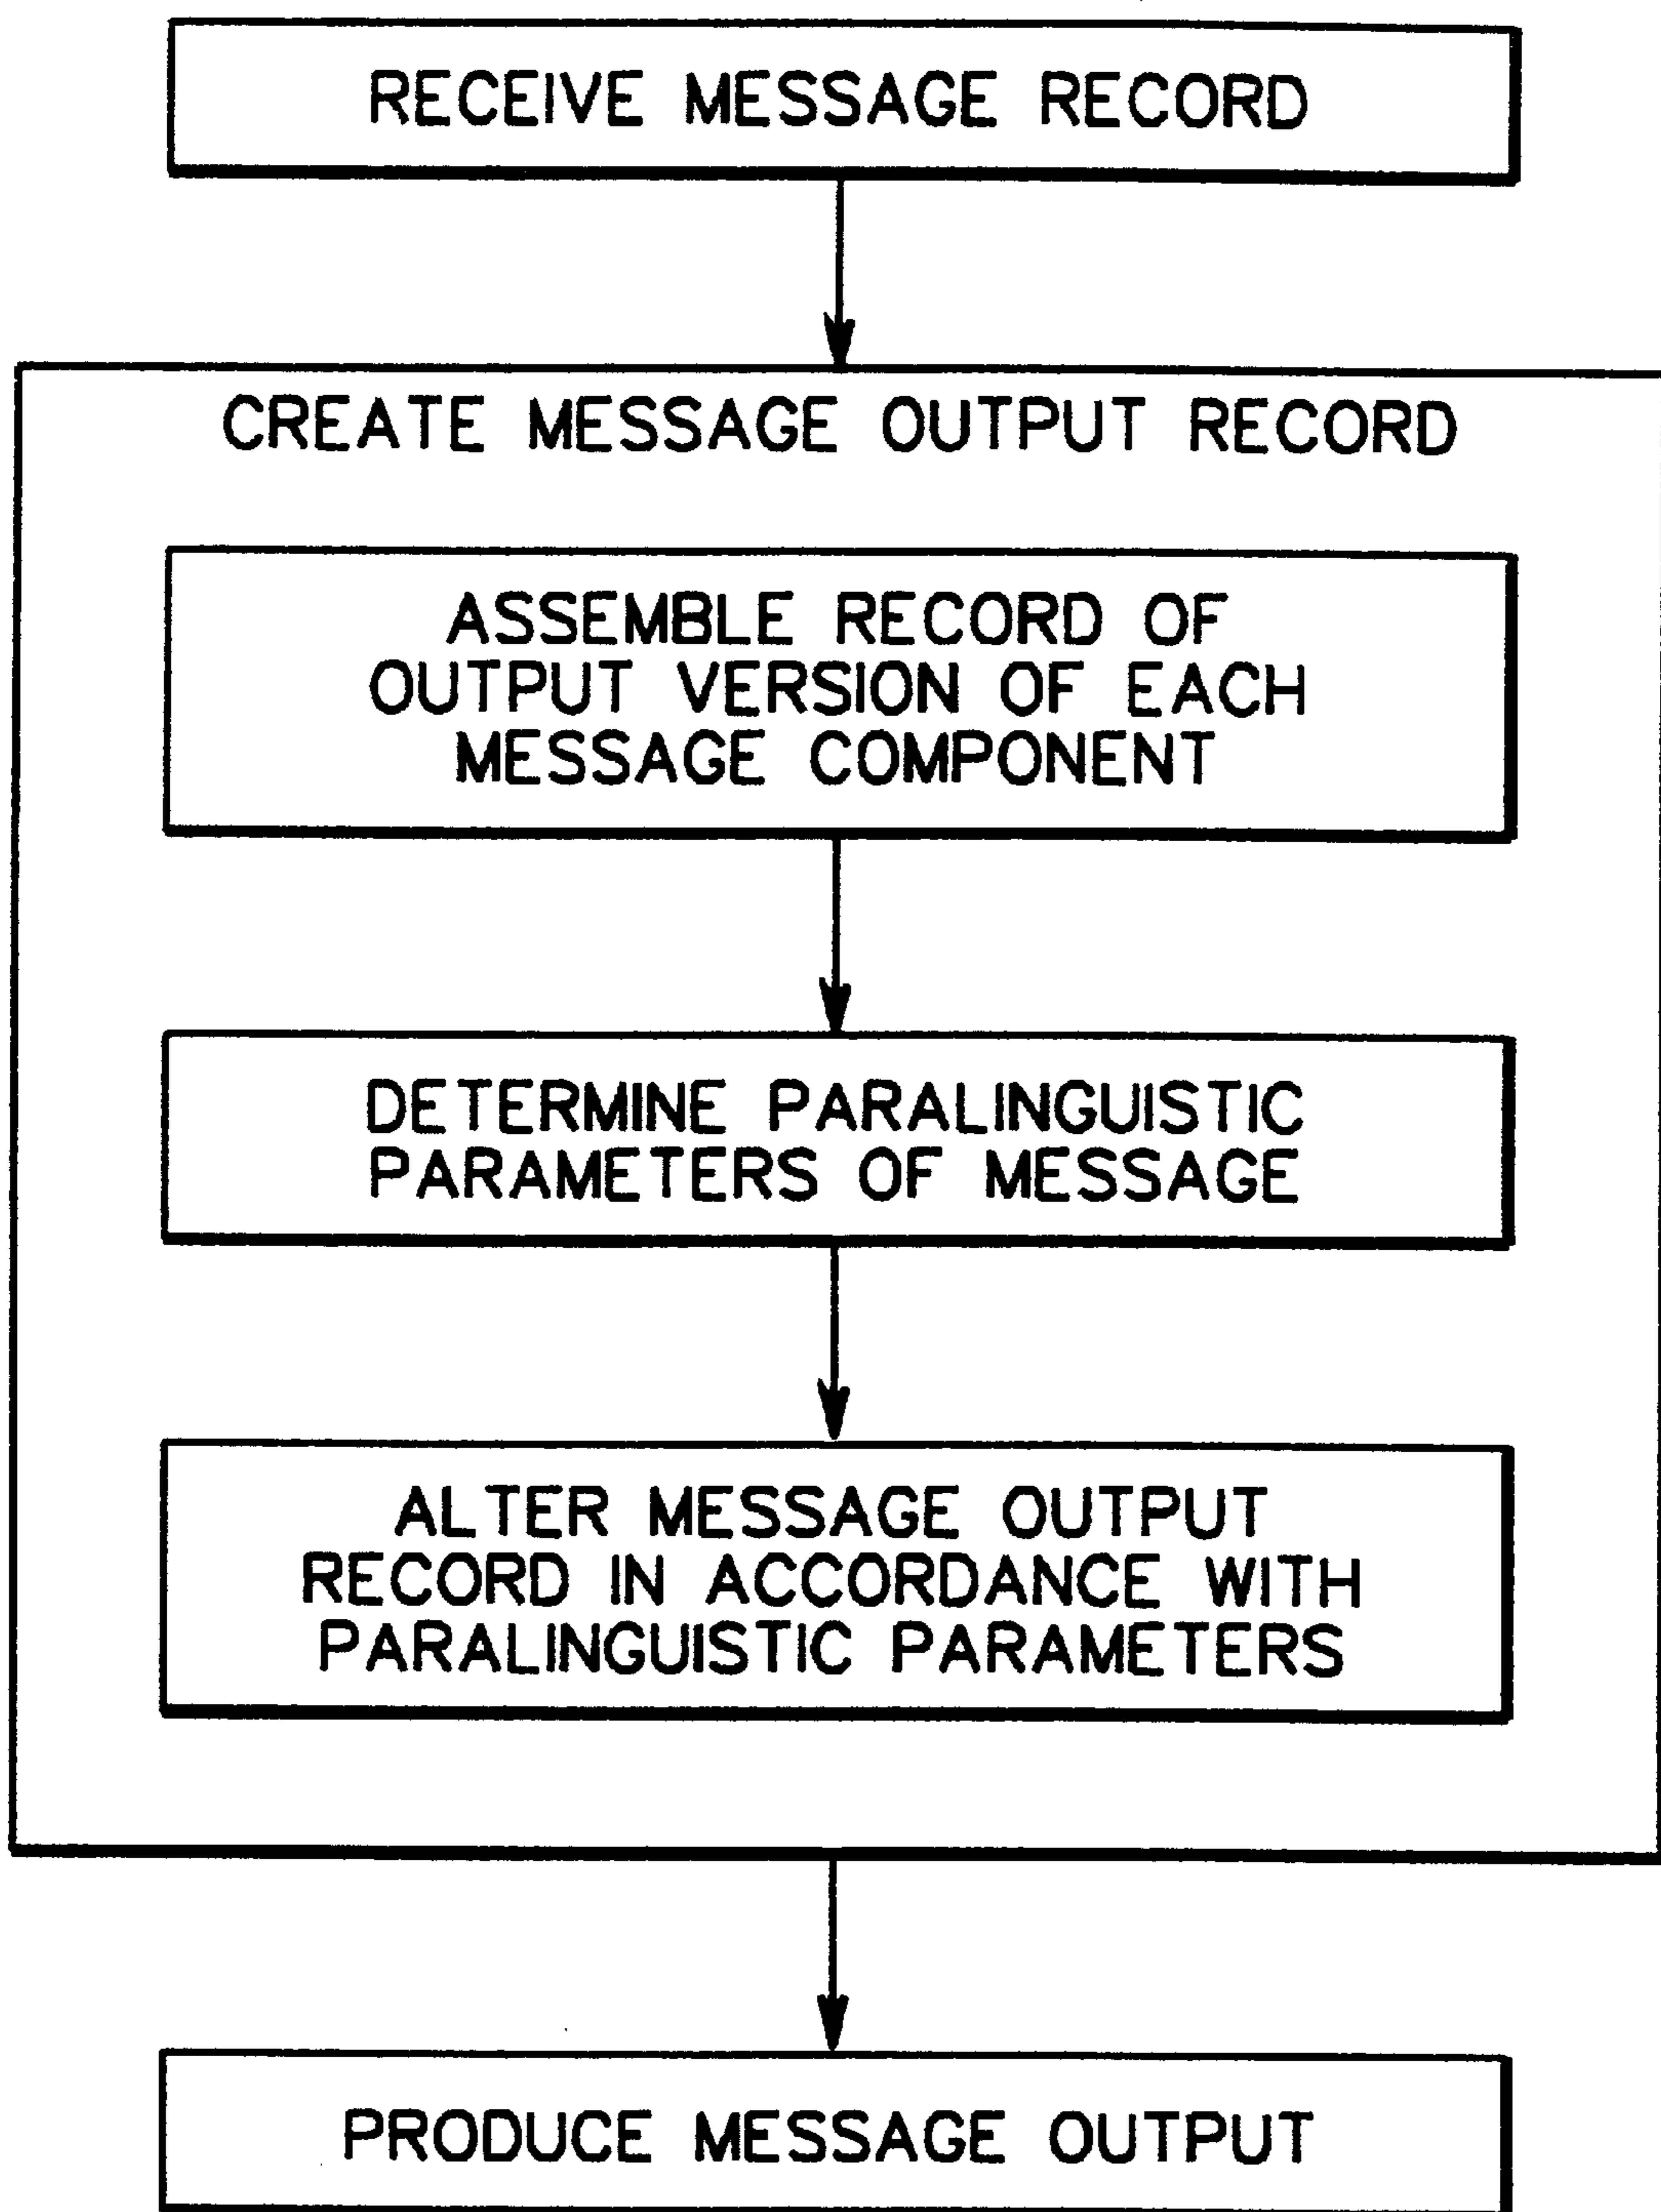 RECEIVE MESSAGE RECORD
CREATE MESSAGE OUTPUT RECORD
ASSEMBLE RECORD OF
OUTPUT VERSION OF EACH
MESSAGE COMPONENT
DETERMINE PARALINGUISTIC
PARAMETERS OF MESSAGE
ALTER MESSAGE OUTPUT
RECORD IN ACCORDANCE WITH
PARALINGUISTIC PARAMETERS
PRODUCE MESSAGE OUTPUT